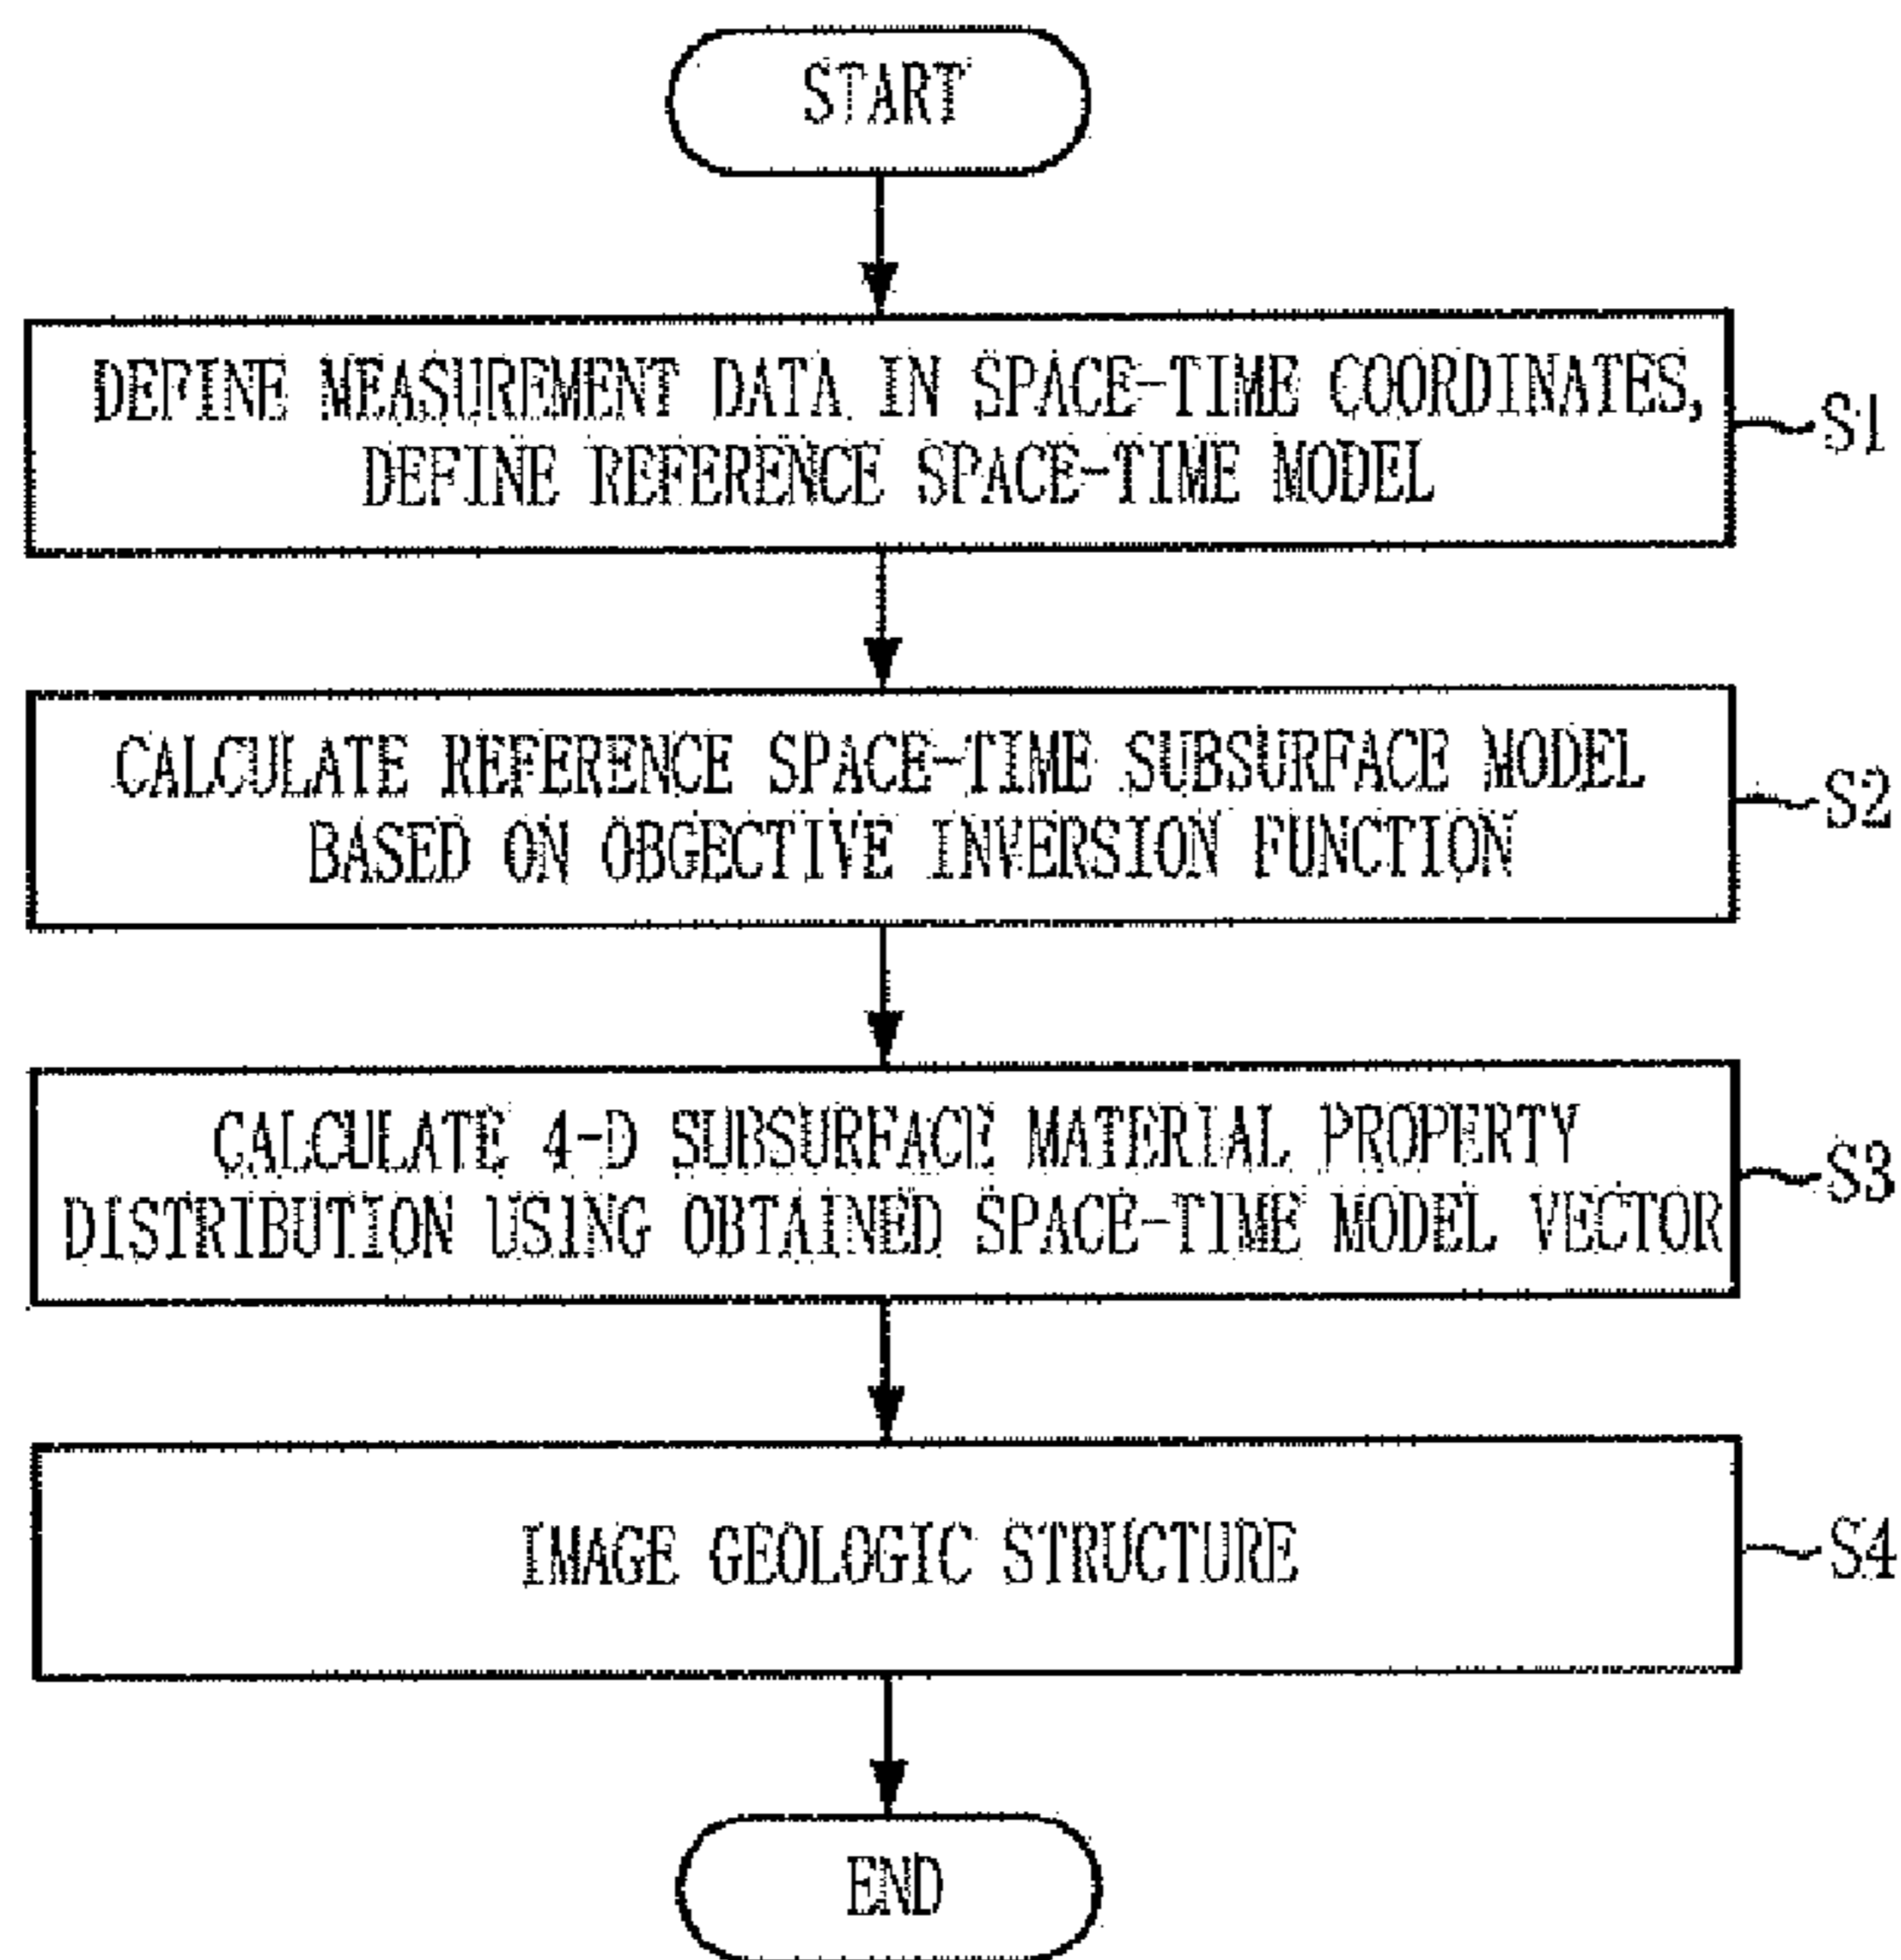 START
DEFINE MEASUREMENT DATA IN SPACE-TIME COORDINATES,
DEFINE REFERENCE SPACE-TIME MODEL
S1
CALCULATE REFERENCE SPACE-TIME SUBSURFACE MODEL
BASED ON OBGECTIVE INVERSION FUNCTION
S2
CALCULATE 4-D SUBSURFACE MATERIAL PROPERTY
DISTRIBUTION USING OBTAINED SPACE-TIME MODEL VECTOR
S3
IMAGE GEOLOGIC STRUCTURE
S4
END